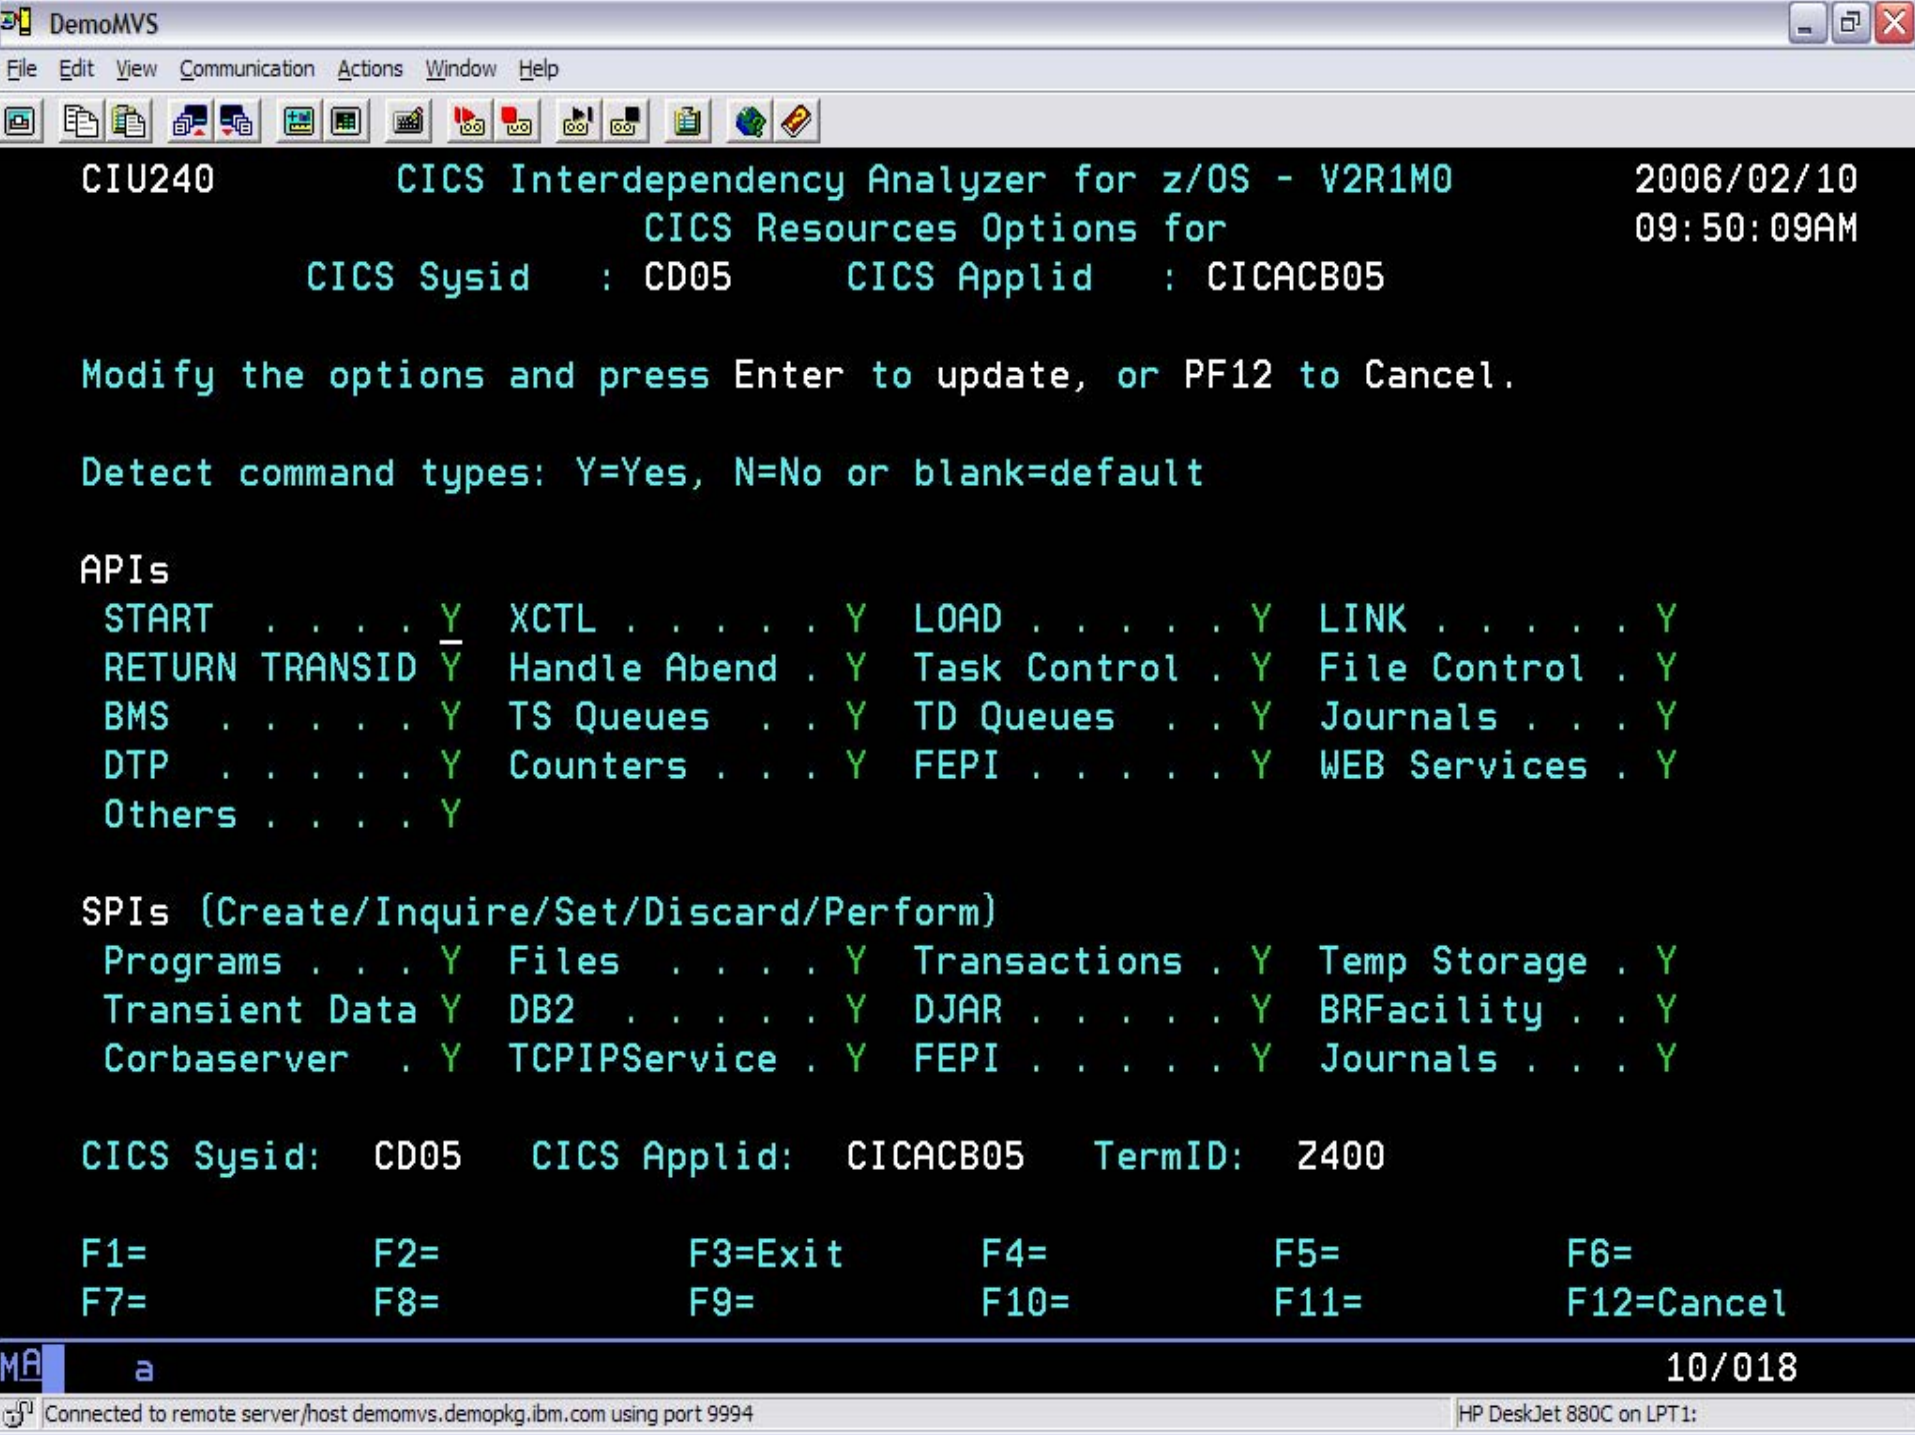 DemoMVS
File Edit View Communication Actions Window Help
CIU240 CICS Interdependency Analyzer for z/OS - V2R1M0 2006/02/10
CICS Resources Options for 09:50:09AM
CICS Sysid : CD05 CICS Applid : CICACB05
Modify the options and press Enter to update, or PF12 to Cancel.
Detect command types: Y=Yes, N=No or blank=default
APIs
START . . . . Y XCTL . . . . . Y LOAD . . . . . Y LINK . . . . . Y
RETURN TRANSID Y Handle Abend . Y Task Control . Y File Control . Y
BMS . . . . . Y TS Queues . . Y TD Queues . . Y Journals . . . Y
DTP . . . . . Y Counters . . . Y FEPI . . . . . Y WEB Services . Y
Others . . . . Y
SPIs (Create/Inquire/Set/Discard/Perform)
Programs . . . Y Files . . . . Y Transactions . Y Temp Storage . Y
Transient Data Y DB2 . . . . . Y DJAR . . . . . Y BRFacility . . Y
Corbaserver . Y TCPIPService . Y FEPI . . . . . Y Journals . . . Y
CICS Sysid: CD05 CICS Applid: CICACB05 TermID: Z400
F1= F2= F3=Exit F4= F5= F6=
F7= F8= F9= F10= F11= F12=Cancel
MA a 10/018
Connected to remote server/host demomvs.demopkg.ibm.com using port 9994 HP DeskJet 880C on LPT1: